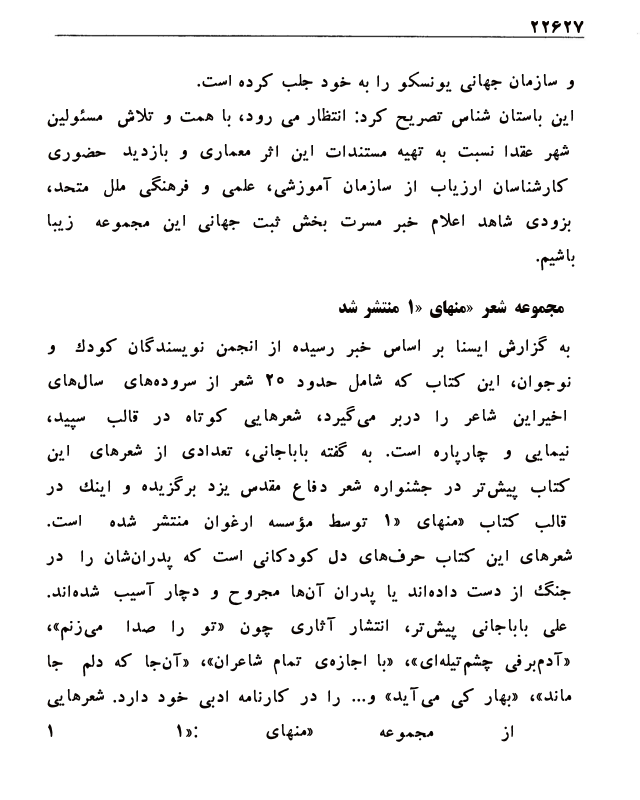 ۲۲۶۲۷
و سازمان جهانی یونسکو را به خود جلب کرده است.
این باستان شناس تصریح کرد: انتظار می رود، با همت و تلاش مسئولین
شهر عقدا نسبت به تهیه مستندات این اثر معماری و بازدید حضوری
کارشناسان ارزیاب از سازمان آموزشی، علمی و فرهنگی ملل متحد،
بزودی شاهد اعلام خبر مسرت بخش ثبت جهانی این مجموعه زیبا
باشیم.
مجموعه شعر «منهای «۱ منتشر شد
به گزارش ایسنا بر اساس خبر رسیده از انجمن نویسندگان کودک و
نوجوان، این کتاب که شامل حدود ۲۰ شعر از سروده‌های سال‌های
اخیراین شاعر را دربر می‌گیرد، شعرهایی کوتاه در قالب سپید،
نیمایی و چارپاره است. به گفته باباجانی، تعدادی از شعرهای این
کتاب پیش‌تر در جشنواره شعر دفاع مقدس یزد برگزیده و اینک در
قالب کتاب «منهای «۱ توسط مؤسسه ارغوان منتشر شده است.
شعرهای این کتاب حرف‌های دل کودکانی است که پدران‌شان را در
جنگ از دست داده‌اند یا پدران آن‌ها مجروح و دچار آسیب شده‌اند.
علی باباجانی پیش‌تر، انتشار آثاری چون «تو را صدا می‌زنم»،
«آدم‌برفی چشم‌تیله‌ای»، «با اجازه‌ی تمام شاعران»، «آن‌جا که دلم جا
ماند»، «بهار کی می‌آید» و... را در کارنامه ادبی خود دارد. شعرهایی
از مجموعه «منهای :«۱ ۱